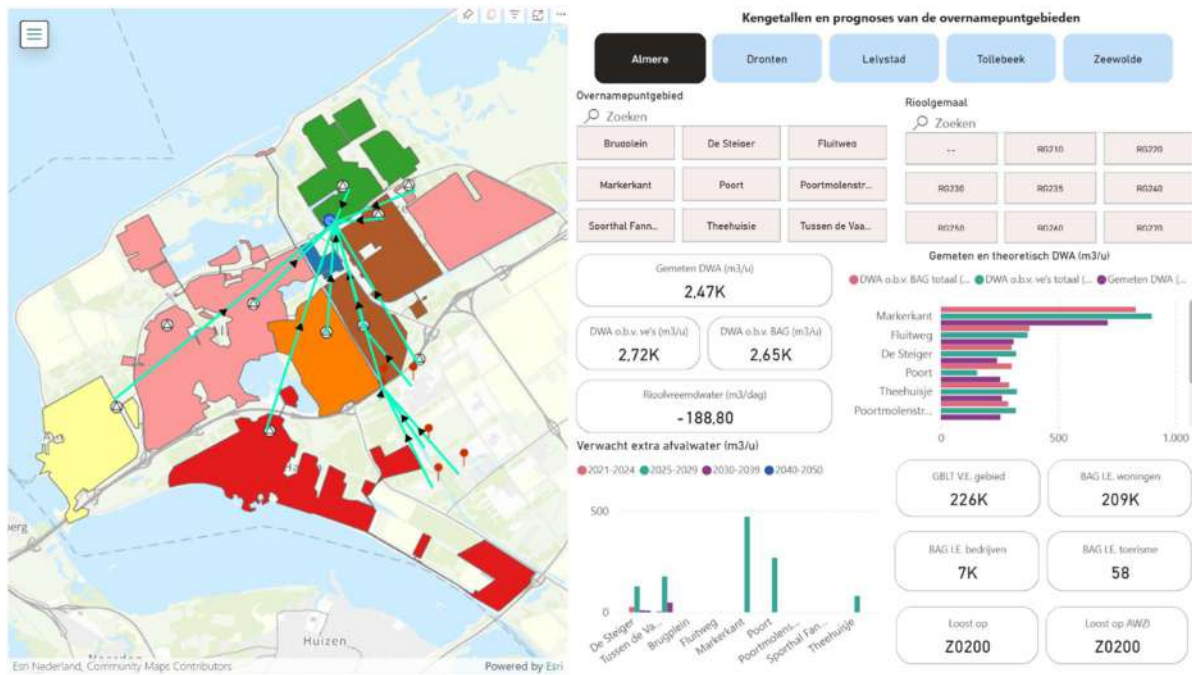 Kengetallen en prognoses van de overnamepuntgebieden
Almere
Dronten
Lelystad
Tollebeek
Zeewolde
Overnamepuntgebied
Zoeken
Brugplein
De Steiger
Fluitweg
Markerkant
Poort
Poortmolenstr...
Sporthal Fann...
Theehuisje
Tussen de Vaa...
Rioolgemaal
Zoeken
--
RG210
RG220
RG230
RG235
RG240
RG250
RG260
RG270
Gemeten DWA (m3/u)
2,47K
DWA o.b.v. ve's (m3/u)
2,72K
DWA o.b.v. BAG (m3/u)
2,65K
Rioolvreemdwater (m3/dag)
-188,80
Gemeten en theoretisch DWA (m3/u)
DWA o.b.v. BAG totaal (... DWA o.b.v. ve's totaal (... Gemeten DWA (...
Markerkant
Fluitweg
De Steiger
Poort
Theehuisje
Poortmolenstr...
0 500 1.000
Verwacht extra afvalwater (m3/u)
2021-2024 2025-2029 2030-2039 2040-2050
500
0
De Steiger
Tussen de Va...
Brugplein
Fluitweg
Markerkant
Poort
Poortmolens...
Sporthal Fan...
Theehuisje
GBLT V.E. gebied
226K
BAG I.E. woningen
209K
BAG I.E. bedrijven
7K
BAG I.E. toerisme
58
Loost op
Z0200
Loost op AWZI
Z0200
Huizen
Esri Nederland, Community Maps Contributors
Powered by Esri